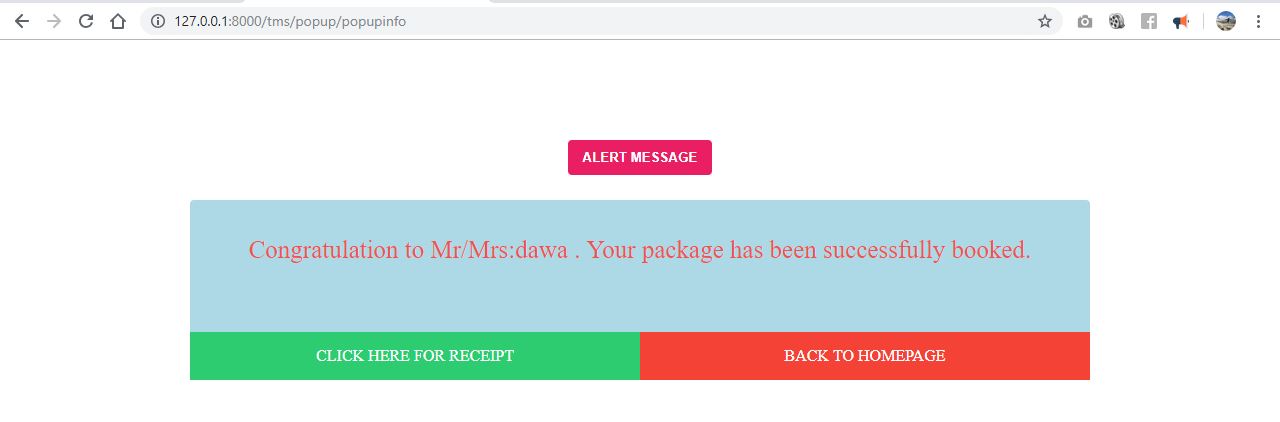 127.0.0.1:8000/tms/popup/popupinfo
ALERT MESSAGE
Congratulation to Mr/Mrs:dawa . Your package has been successfully booked.
CLICK HERE FOR RECEIPT
BACK TO HOMEPAGE